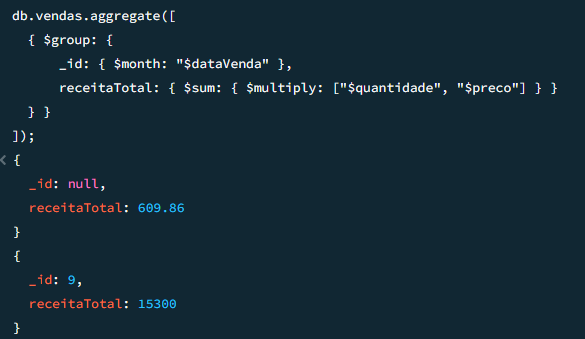 db.vendas.aggregate([
{ $group: {
_id: { $month: "$dataVenda" },
receitaTotal: { $sum: { $multiply: ["$quantidade", "$preco"] } }
} }
]);
< {
_id: null,
receitaTotal: 609.86
}
{
_id: 9,
receitaTotal: 15300
}